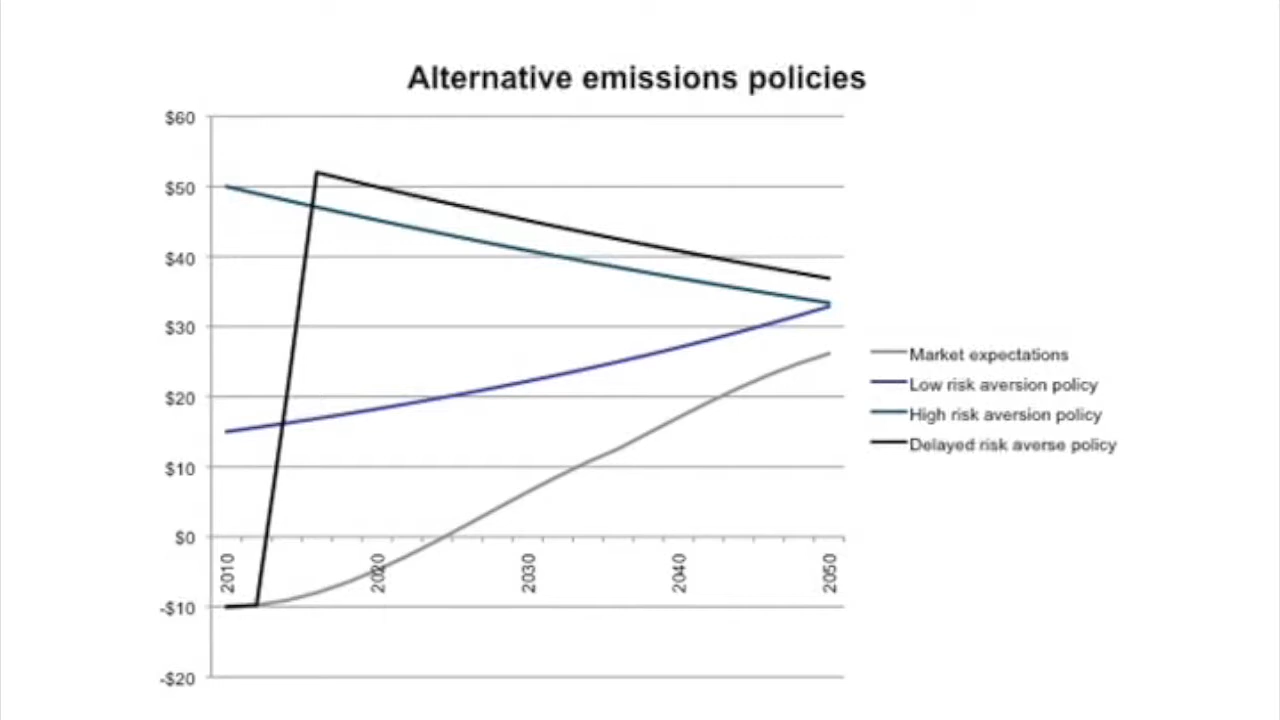 Alternative emissions policies
$60
$50
$40
$30
$20
$10
$0
-$10
-$20
2010
2020
2030
2040
2050
Market expectations
Low risk aversion policy
High risk aversion policy
Delayed risk averse policy